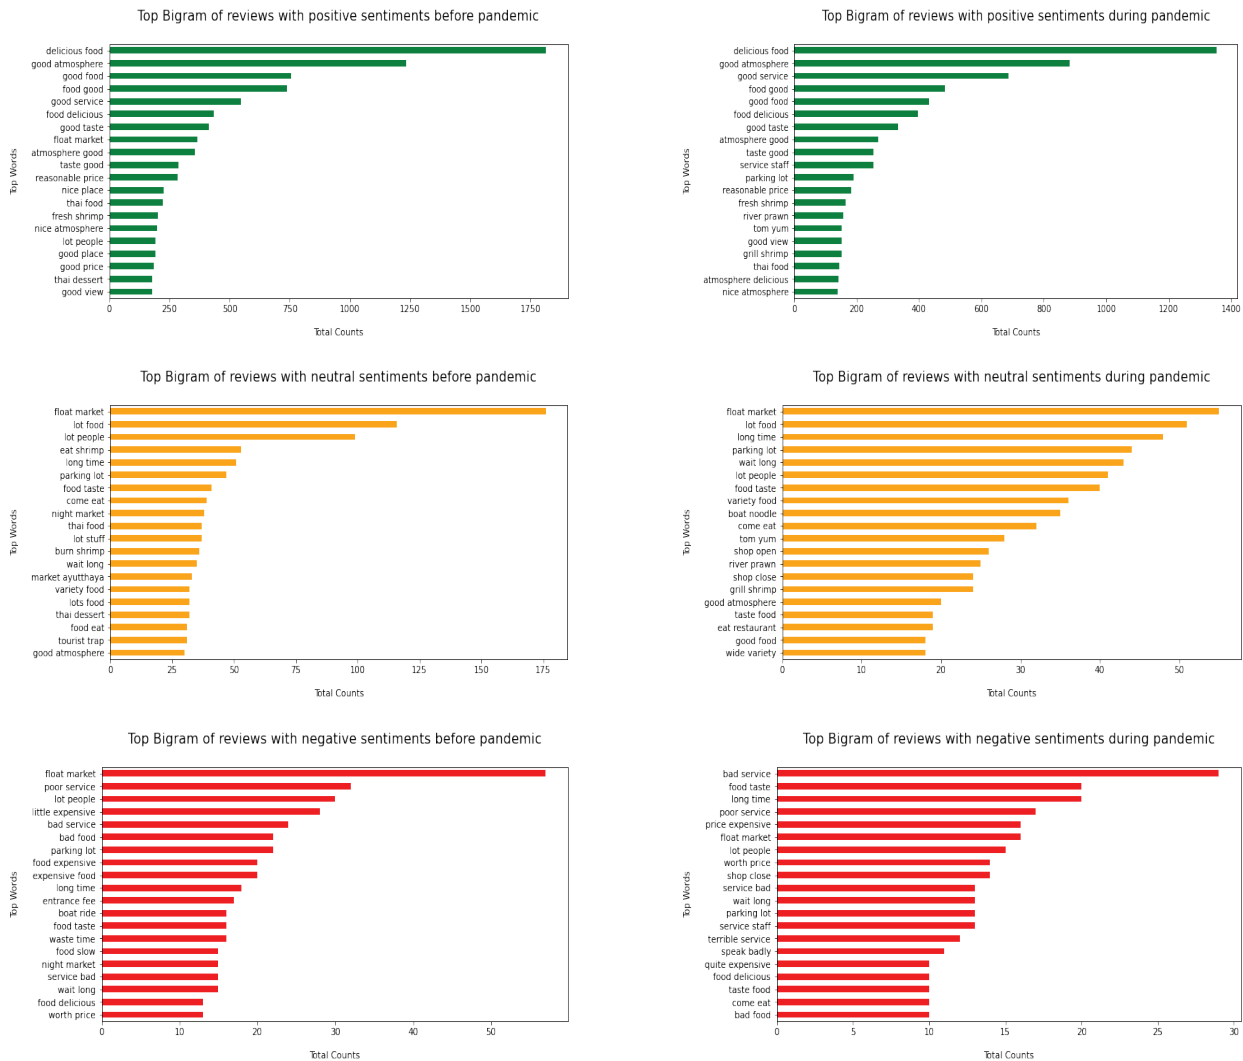 Top Bigram of reviews with positive sentiments before pandemic
Top Words
delicious food
good atmosphere
good food
food good
good service
food delicious
good taste
float market
atmosphere good
taste good
reasonable price
nice place
thai food
fresh shrimp
nice atmosphere
lot people
good place
good price
thai dessert
good view
0 250 500 750 1000 1250 1500 1750
Total Counts
Top Bigram of reviews with positive sentiments during pandemic
Top Words
delicious food
good atmosphere
good service
food good
good food
food delicious
good taste
atmosphere good
taste good
service staff
parking lot
reasonable price
fresh shrimp
river prawn
tom yum
good view
grill shrimp
thai food
atmosphere delicious
nice atmosphere
0 200 400 600 800 1000 1200 1400
Total Counts
Top Bigram of reviews with neutral sentiments before pandemic
Top Words
float market
lot food
lot people
eat shrimp
long time
parking lot
food taste
come eat
night market
thai food
lot stuff
burn shrimp
wait long
market ayutthaya
variety food
lots food
thai dessert
food eat
tourist trap
good atmosphere
0 25 50 75 100 125 150 175
Total Counts
Top Bigram of reviews with neutral sentiments during pandemic
Top Words
float market
lot food
long time
parking lot
wait long
lot people
food taste
variety food
boat noodle
come eat
tom yum
shop open
river prawn
shop close
grill shrimp
good atmosphere
taste food
eat restaurant
good food
wide variety
0 10 20 30 40 50
Total Counts
Top Bigram of reviews with negative sentiments before pandemic
Top Words
float market
poor service
lot people
little expensive
bad service
bad food
parking lot
food expensive
expensive food
long time
entrance fee
boat ride
food taste
waste time
food slow
night market
service bad
wait long
food delicious
worth price
0 10 20 30 40 50
Total Counts
Top Bigram of reviews with negative sentiments during pandemic
Top Words
bad service
food taste
long time
poor service
price expensive
float market
lot people
worth price
shop close
service bad
wait long
parking lot
service staff
terrible service
speak badly
quite expensive
food delicious
taste food
come eat
bad food
0 5 10 15 20 25 30
Total Counts